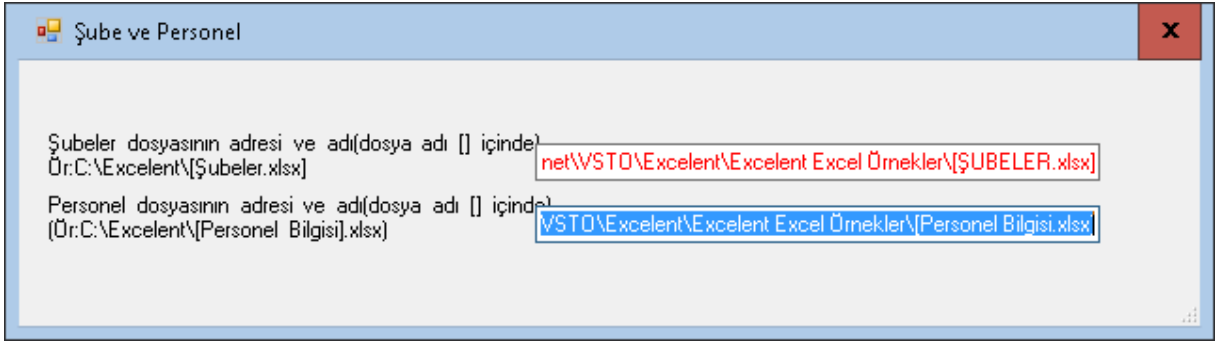 Şube ve Personel
x
Şubeler dosyasının adresi ve adı(dosya adı [] içinde)
Ör:C:\Excelent\[Şubeler.xlsx]
net\VSTO\Excelent\Excelent Excel Örnekler\[ŞUBELER.xlsx]
Personel dosyasının adresi ve adı(dosya adı [] içinde)
(Ör:C:\Excelent\[Personel Bilgisi].xlsx)
VSTO\Excelent\Excelent Excel Örnekler\[Personel Bilgisi.xlsx